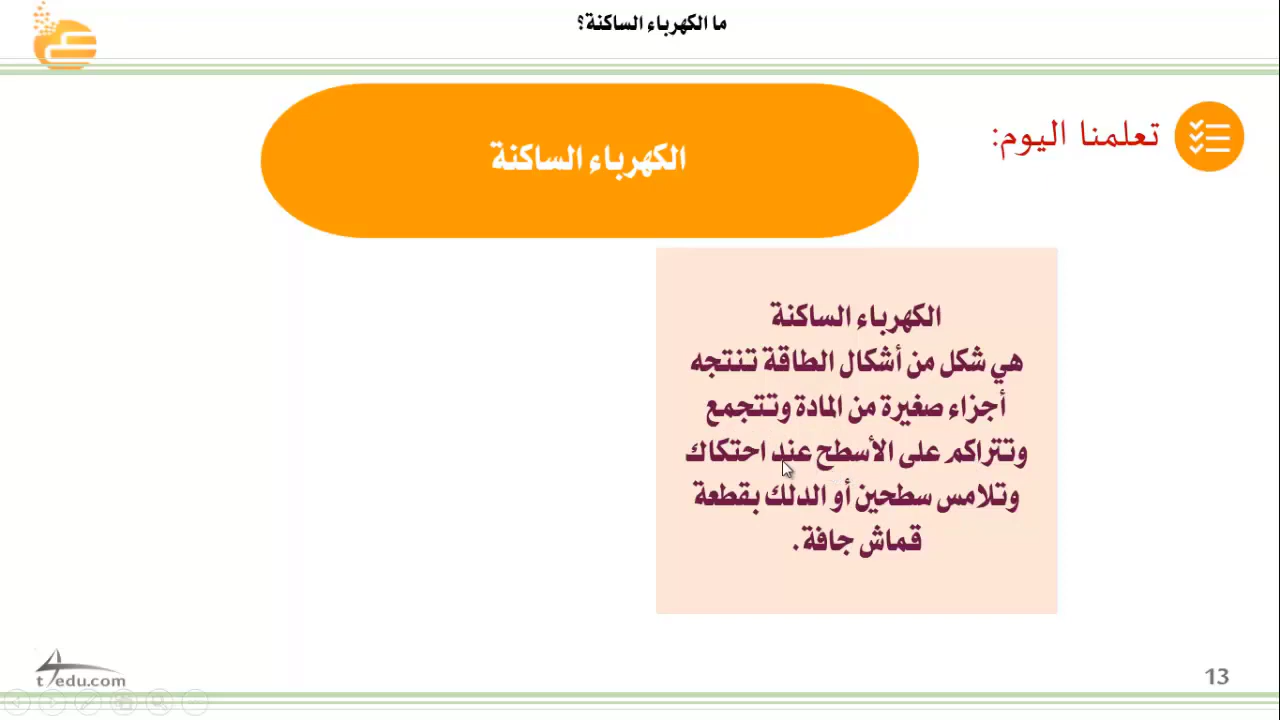 ما الكهرباء الساكنة؟
تعلمنا اليوم:
الكهرباء الساكنة
الكهرباء الساكنة
هي شكل من أشكال الطاقة تنتجه
أجزاء صغيرة من المادة وتتجمع
وتتراكم على الأسطح عند احتكاك
وتلامس سطحين أو الدلك بقطعة
قماش جافة.
t4edu.com
13